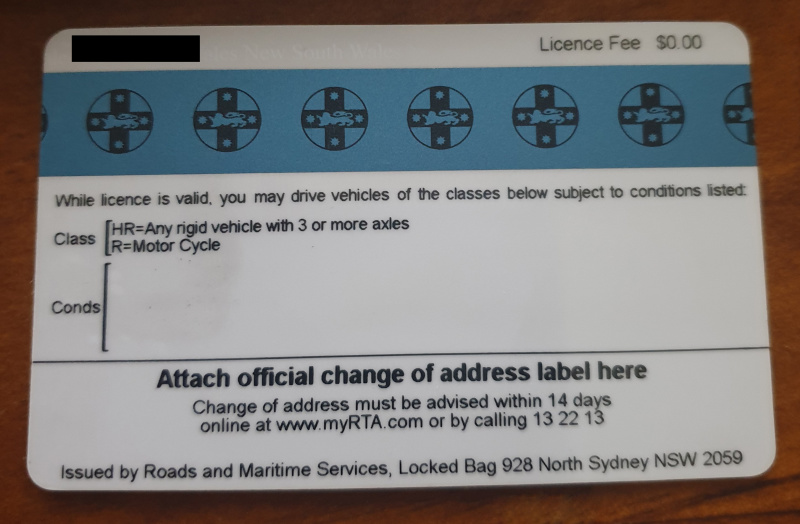 New South Wales
Licence Fee $0.00
While licence is valid, you may drive vehicles of the classes below subject to conditions listed:
Class
HR=Any rigid vehicle with 3 or more axles
R=Motor Cycle
Conds
Attach official change of address label here
Change of address must be advised within 14 days
online at www.myRTA.com or by calling 13 22 13
Issued by Roads and Maritime Services, Locked Bag 928 North Sydney NSW 2059